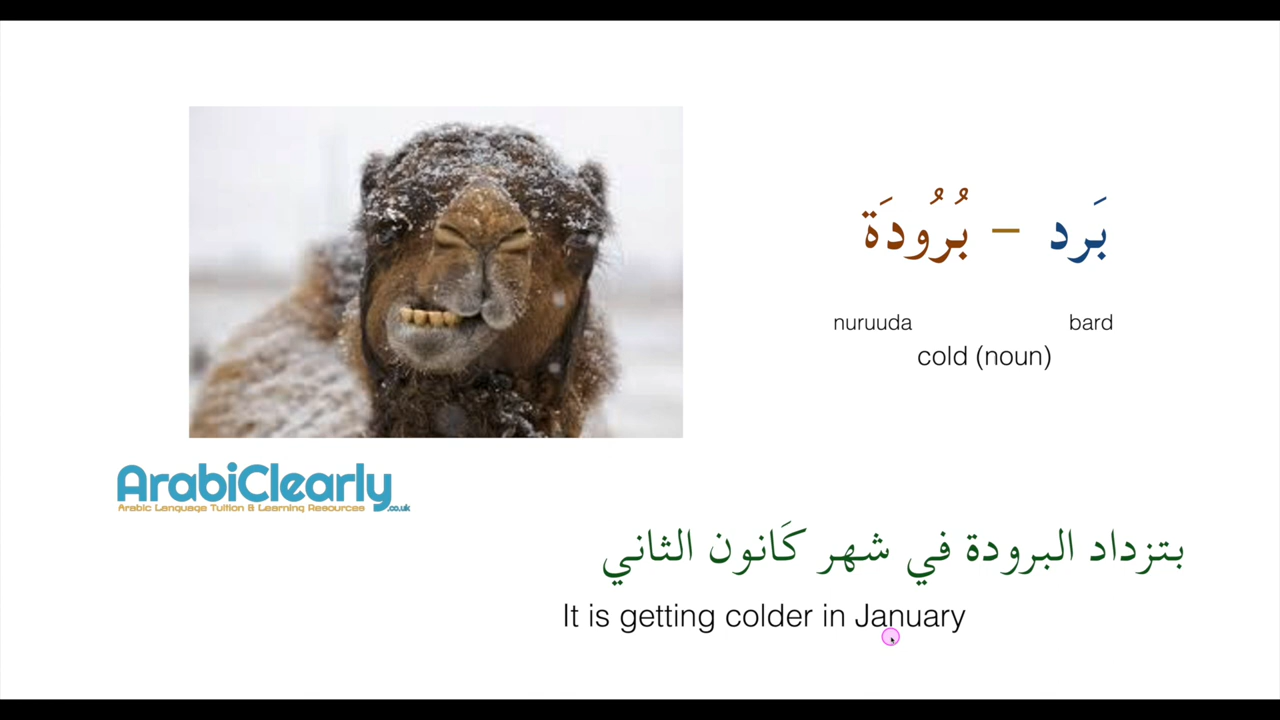 بَرد – بُرُودَة
nuruuda bard
cold (noun)
ArabiClearly.co.uk
Arabic Language Tuition & Learning Resources
بتزداد البرودة في شهر كَانون الثاني
It is getting colder in January